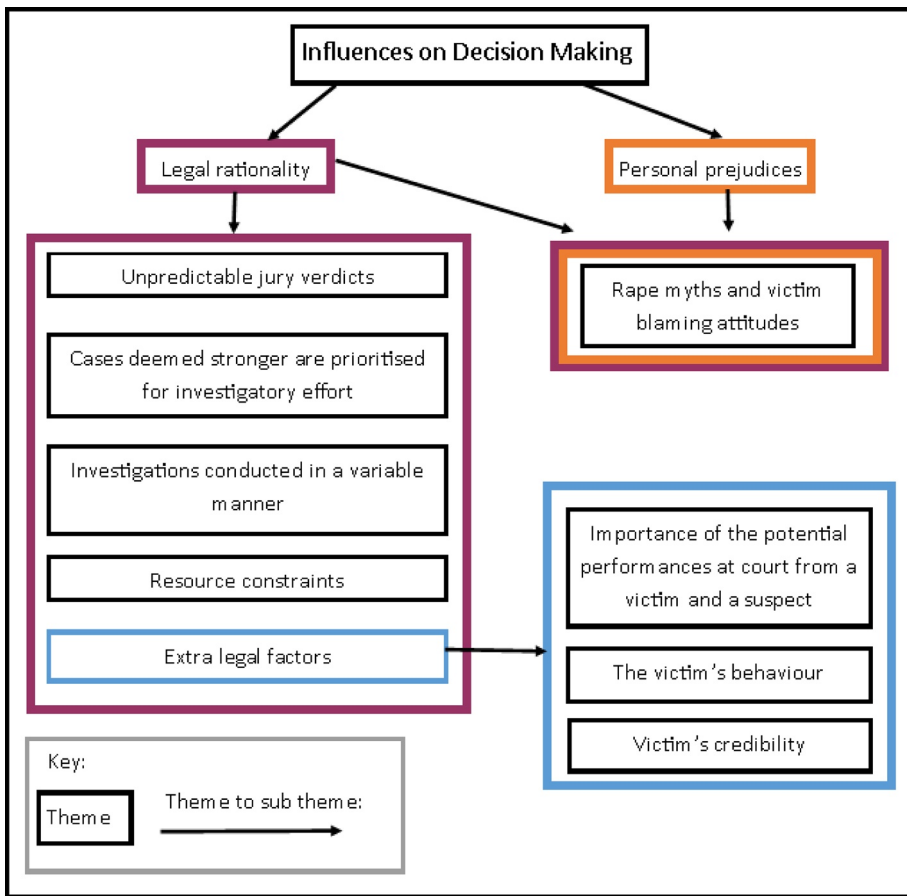 Influences on Decision Making
Legal rationality
Personal prejudices
Unpredictable jury verdicts
Cases deemed stronger are prioritised
for investigatory effort
Investigations conducted in a variable
manner
Resource constraints
Extra legal factors
Rape myths and victim
blaming attitudes
Importance of the potential
performances at court from a
victim and a suspect
The victim's behaviour
Victim's credibility
Key:
Theme
Theme to sub theme: